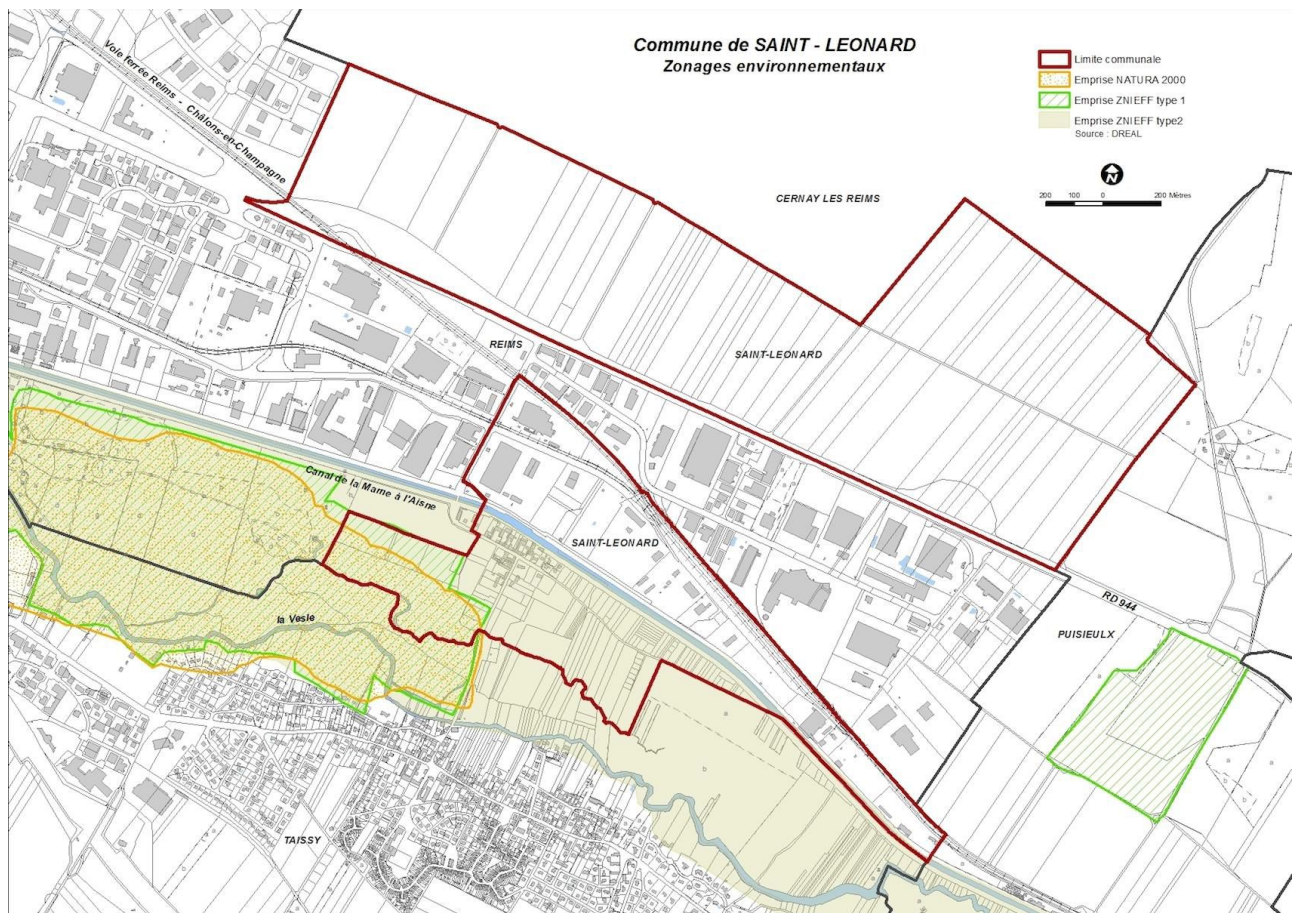 Commune de SAINT - LEONARD
Zonages environnementaux
Limite communale
Emprise NATURA 2000
Emprise ZNIEFF type 1
Emprise ZNIEFF type2
Source : DREAL
N
200 100 0 200 Mètres
Voie ferrée Reims - Châlons-en-Champagne
CERNAY LES REIMS
REIMS
SAINT-LEONARD
Canal de la Marne à l'Aisne
SAINT-LEONARD
RD 944
PUISIEULX
la Vesle
TAISSY